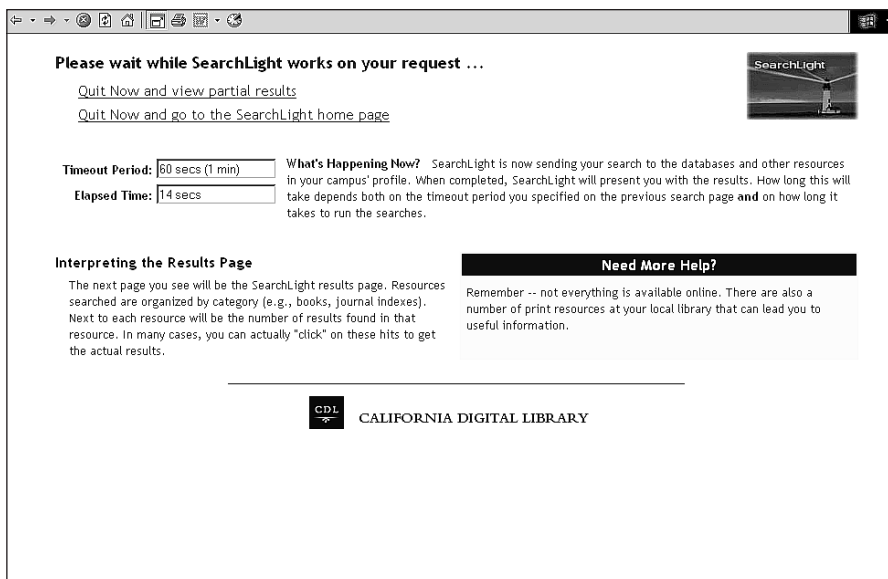 Please wait while SearchLight works on your request ...
Quit Now and view partial results
Quit Now and go to the SearchLight home page
SearchLight
Timeout Period: 60 secs (1 min)
Elapsed Time: 14 secs
What's Happening Now? SearchLight is now sending your search to the databases and other resources
in your campus' profile. When completed, SearchLight will present you with the results. How long this will
take depends both on the timeout period you specified on the previous search page and on how long it
takes to run the searches.
Interpreting the Results Page
The next page you see will be the SearchLight results page. Resources
searched are organized by category (e.g., books, journal indexes).
Next to each resource will be the number of results found in that
resource. In many cases, you can actually "click" on these hits to get
the actual results.
Need More Help?
Remember -- not everything is available online. There are also a
number of print resources at your local library that can lead you to
useful information.
CDL
CALIFORNIA DIGITAL LIBRARY